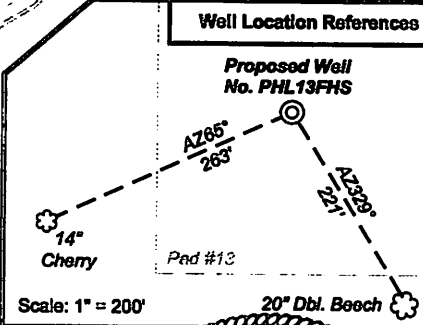 Well Location References
Proposed Well
No. PHL13FHS
AZ65°
263'
AZ329°
221'
14"
Cherry
Pad #13
Scale: 1" = 200'
20" Dbl. Beech